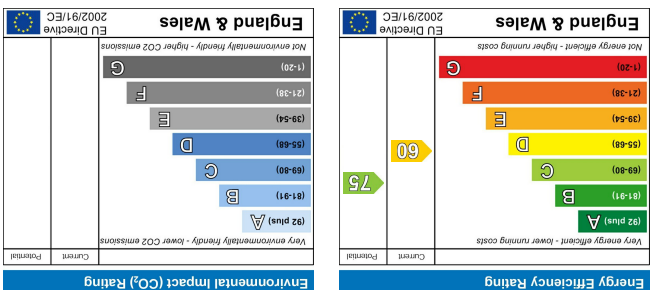 Energy Efficiency Rating
Current Potential
Very energy efficient - lower running costs
(92 plus) A
(81-91) B
(69-80) C
(55-68) D
(39-54) E
(21-38) F
(1-20) G
60
75
Not energy efficient - higher running costs
England & Wales
EU Directive
2002/91/EC
Environmental Impact (CO₂) Rating
Current Potential
Very environmentally friendly - lower CO2 emissions
(92 plus) A
(81-91) B
(69-80) C
(55-68) D
(39-54) E
(21-38) F
(1-20) G
Not environmentally friendly - higher CO2 emissions
England & Wales
EU Directive
2002/91/EC